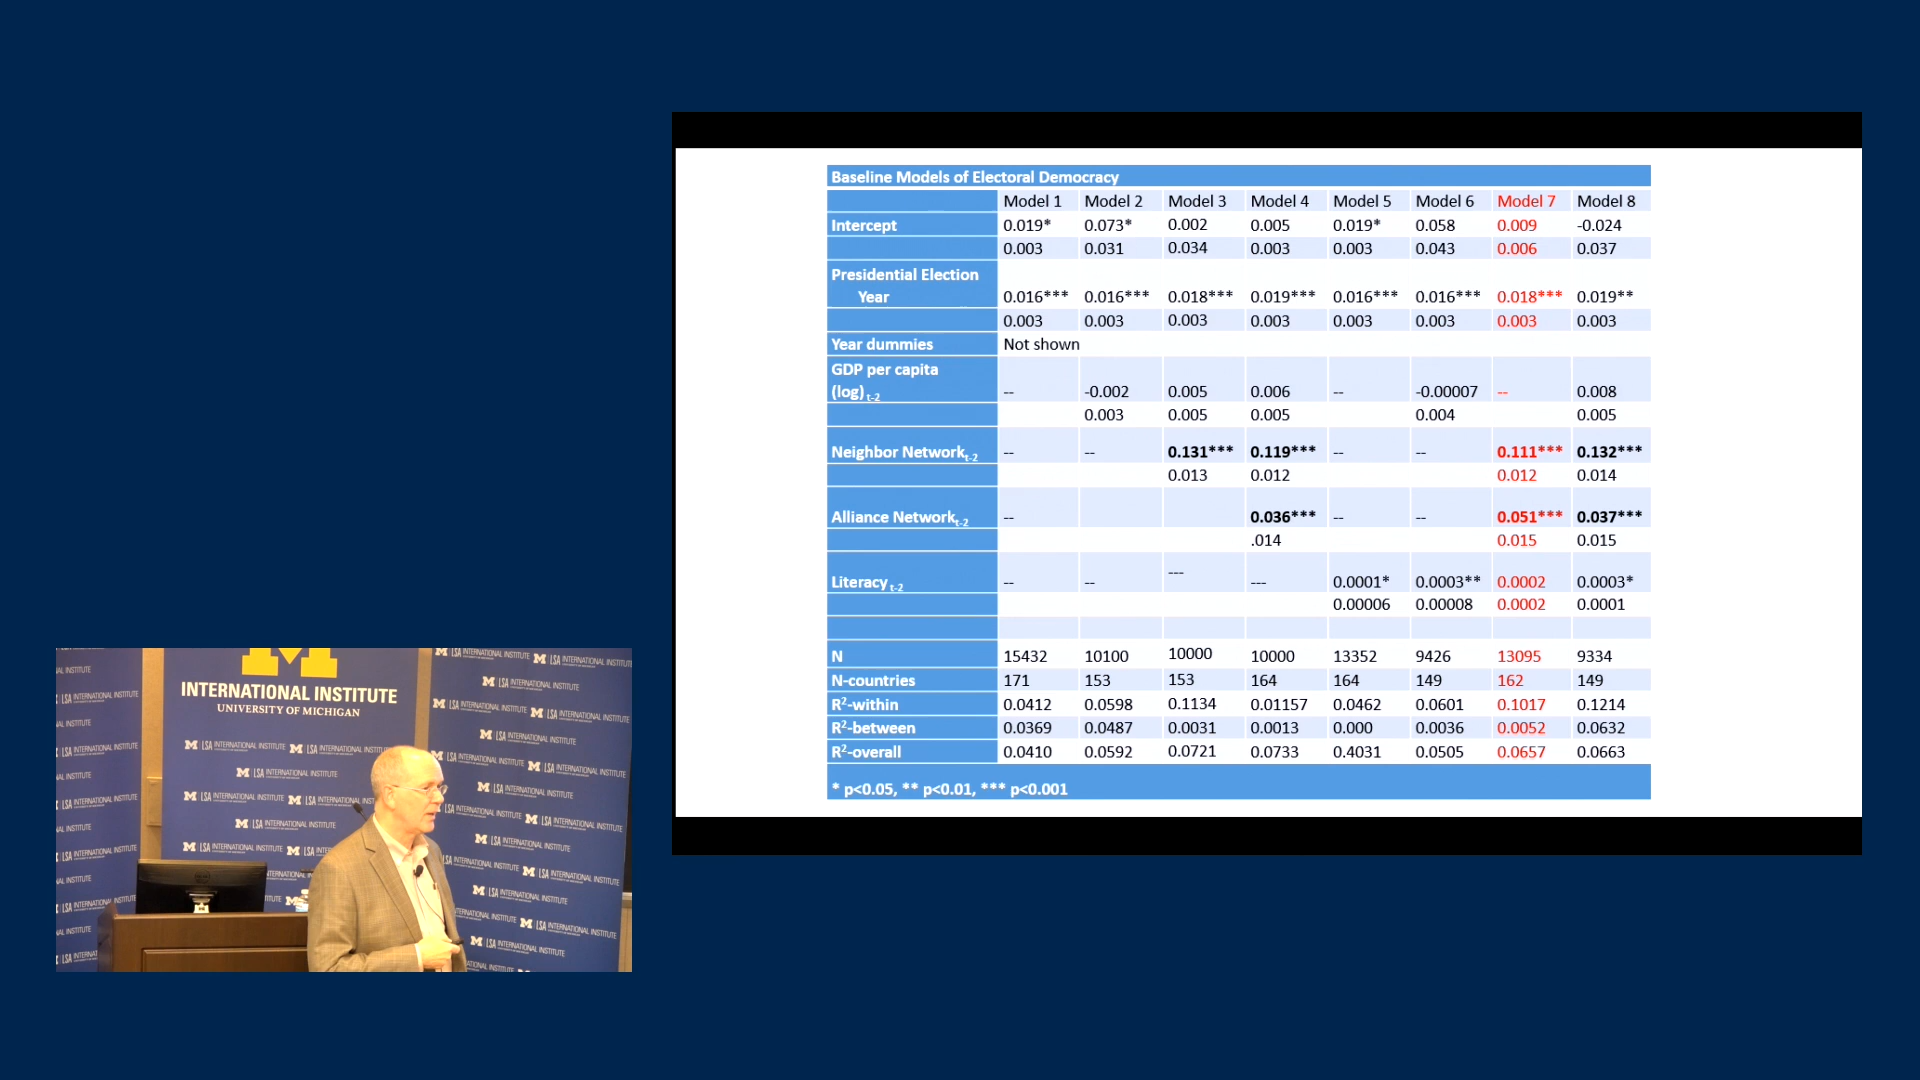 Baseline Models of Electoral Democracy
Model 1 Model 2 Model 3 Model 4 Model 5 Model 6 Model 7 Model 8
Intercept 0.019* 0.073* 0.002 0.005 0.019* 0.058 0.009 -0.024
0.003 0.031 0.034 0.003 0.003 0.043 0.006 0.037
Presidential Election
Year 0.016*** 0.016*** 0.018*** 0.019*** 0.016*** 0.016*** 0.018*** 0.019**
0.003 0.003 0.003 0.003 0.003 0.003 0.003 0.003
Year dummies Not shown
GDP per capita
(log) t-2 -- -0.002 0.005 0.006 -- -0.00007 -- 0.008
0.003 0.005 0.005 0.004 0.005
Neighbor Network t-2 -- -- 0.131*** 0.119*** -- -- 0.111*** 0.132***
0.013 0.012 0.012 0.014
Alliance Network t-2 -- 0.036*** -- -- 0.051*** 0.037***
.014 0.015 0.015
Literacy t-2 -- -- --- --- 0.0001* 0.0003** 0.0002 0.0003*
0.00006 0.00008 0.0002 0.0001
N 15432 10100 10000 10000 13352 9426 13095 9334
N-countries 171 153 153 164 164 149 162 149
R²-within 0.0412 0.0598 0.1134 0.01157 0.0462 0.0601 0.1017 0.1214
R²-between 0.0369 0.0487 0.0031 0.0013 0.000 0.0036 0.0052 0.0632
R²-overall 0.0410 0.0592 0.0721 0.0733 0.4031 0.0505 0.0657 0.0663
* p<0.05, ** p<0.01, *** p<0.001
M
INTERNATIONAL INSTITUTE
UNIVERSITY OF MICHIGAN
M LSA INTERNATIONAL INSTITUTE